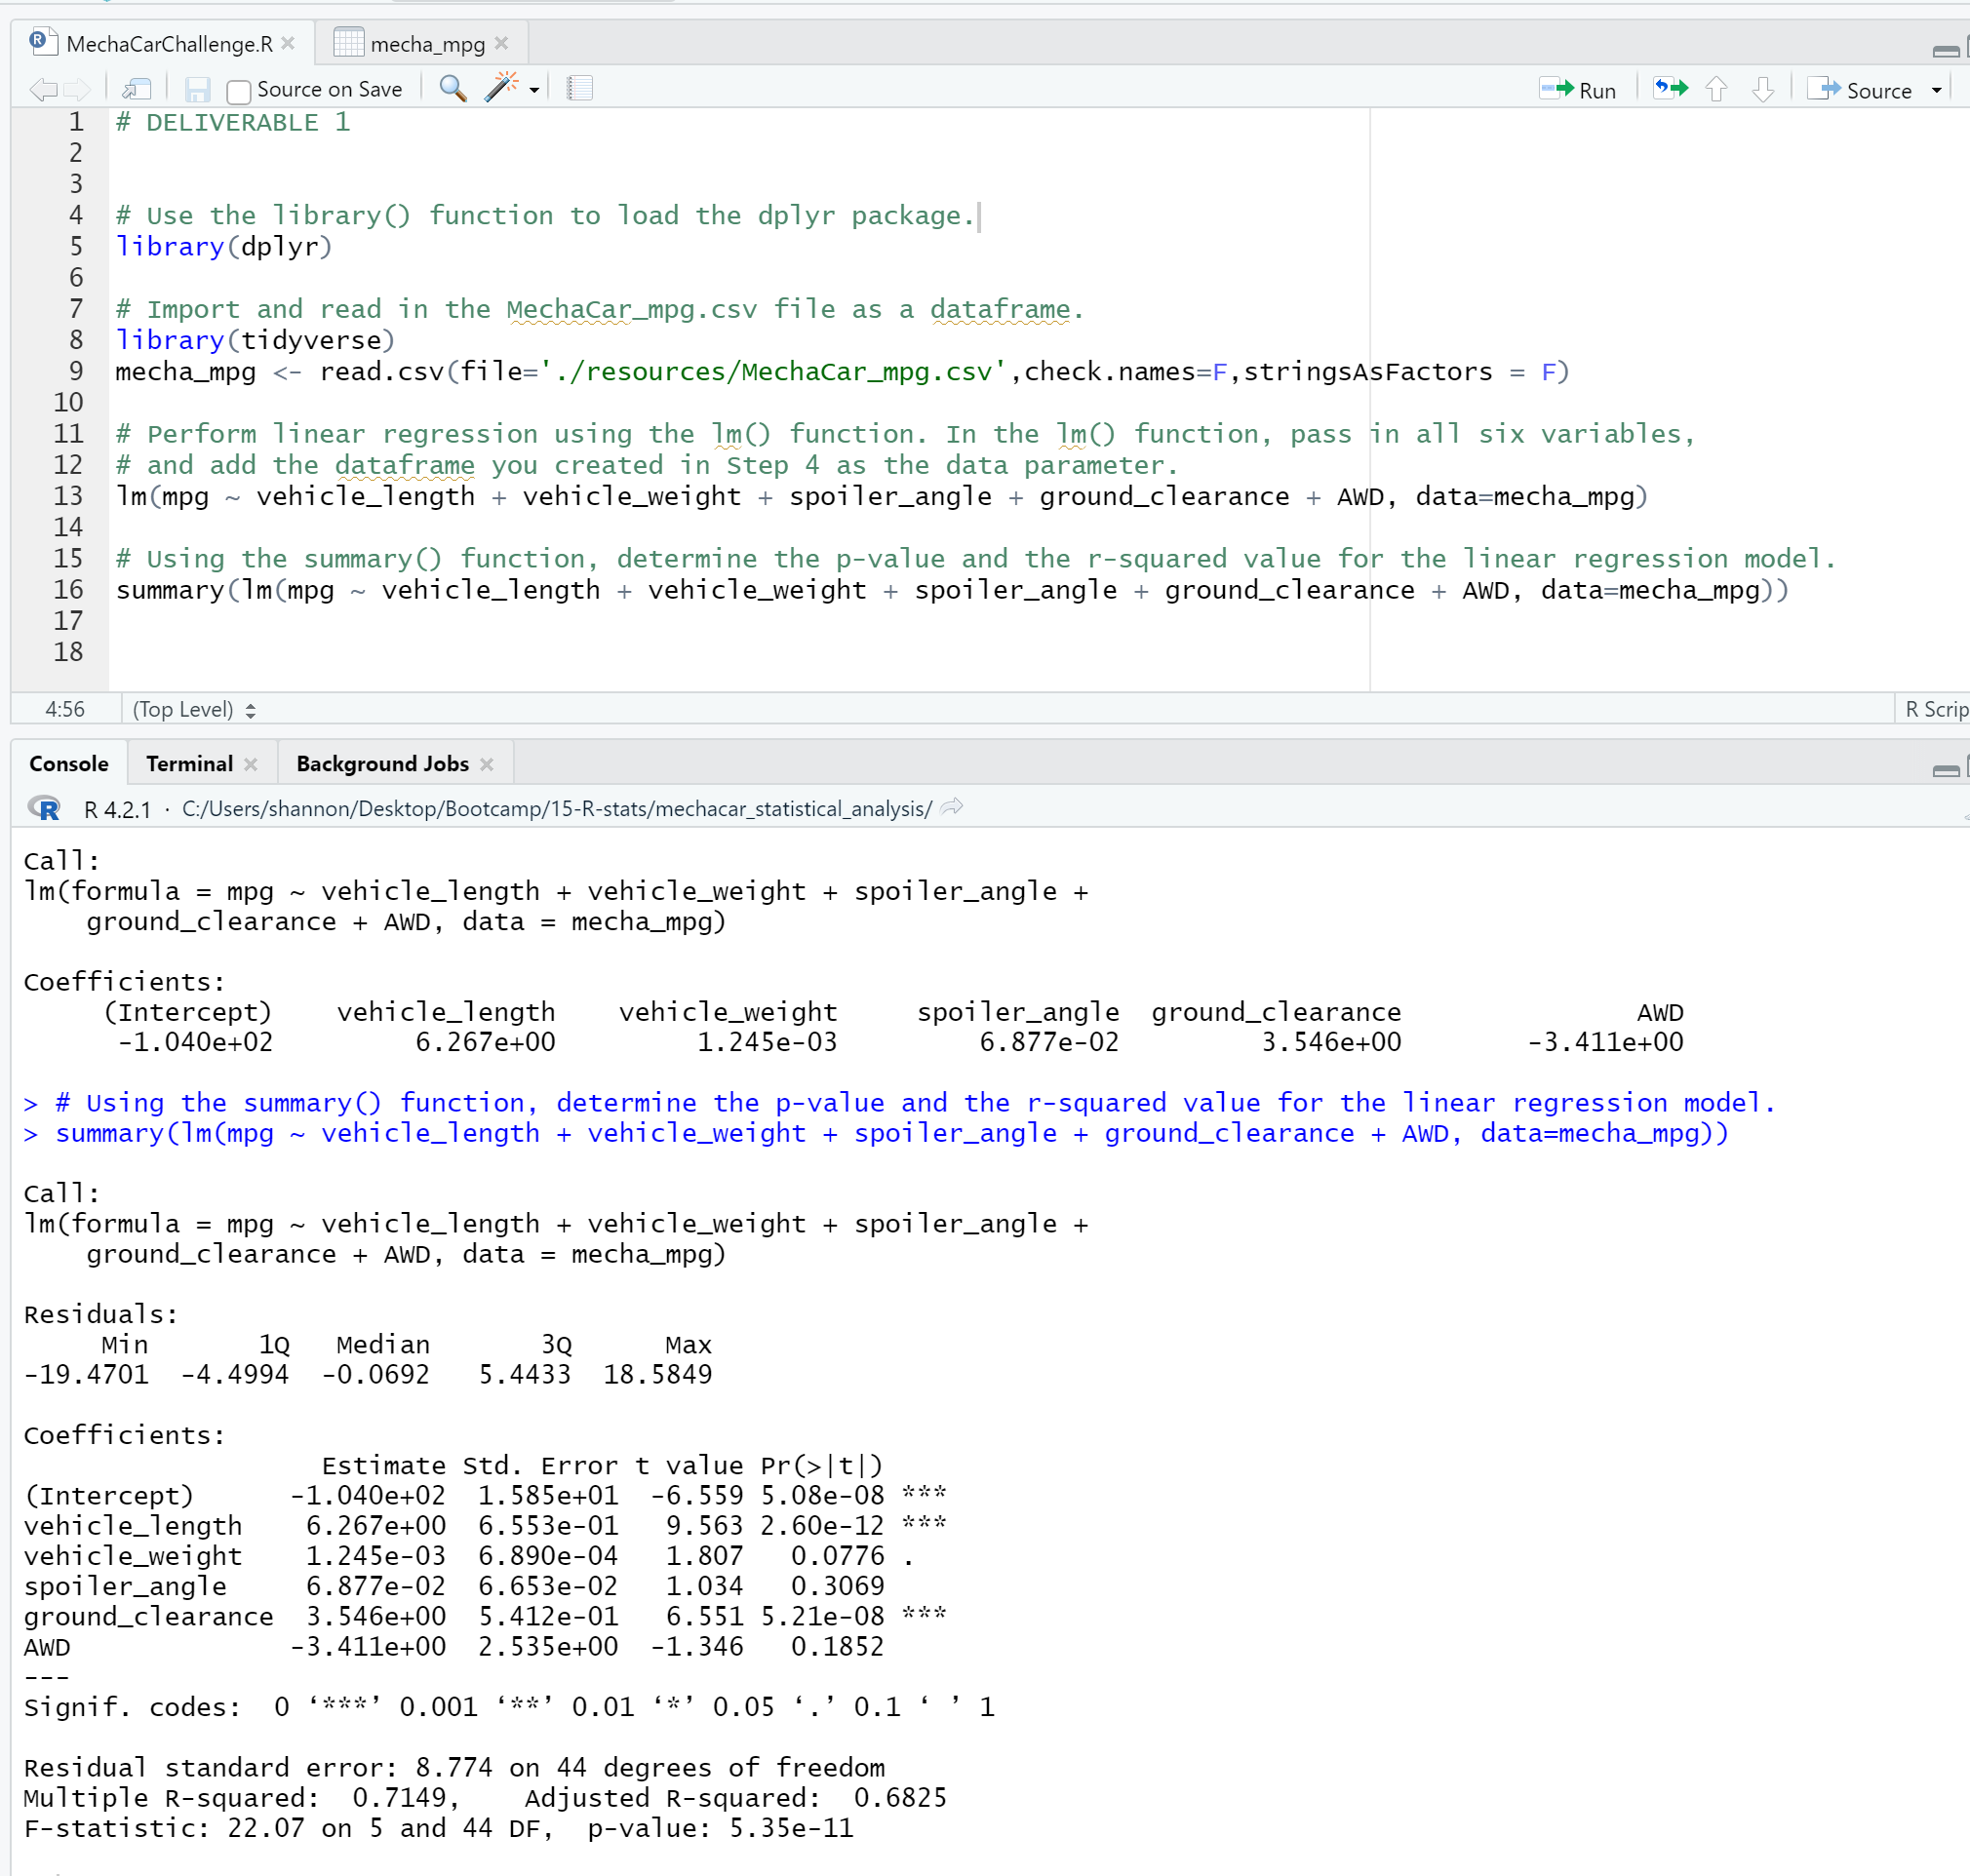 MechaCarChallenge.R
mecha_mpg
Source on Save
Run
Source
1 # DELIVERABLE 1
2
3
4 # Use the library() function to load the dplyr package.
5 library(dplyr)
6
7 # Import and read in the MechaCar_mpg.csv file as a dataframe.
8 library(tidyverse)
9 mecha_mpg <- read.csv(file='./resources/MechaCar_mpg.csv',check.names=F,stringsAsFactors = F)
10
11 # Perform linear regression using the lm() function. In the lm() function, pass in all six variables,
12 # and add the dataframe you created in Step 4 as the data parameter.
13 lm(mpg ~ vehicle_length + vehicle_weight + spoiler_angle + ground_clearance + AWD, data=mecha_mpg)
14
15 # Using the summary() function, determine the p-value and the r-squared value for the linear regression model.
16 summary(lm(mpg ~ vehicle_length + vehicle_weight + spoiler_angle + ground_clearance + AWD, data=mecha_mpg))
17
18
4:56 (Top Level) R Scrip
Console Terminal Background Jobs
R 4.2.1 · C:/Users/shannon/Desktop/Bootcamp/15-R-stats/mechacar_statistical_analysis/
Call:
lm(formula = mpg ~ vehicle_length + vehicle_weight + spoiler_angle +
    ground_clearance + AWD, data = mecha_mpg)
Coefficients:
     (Intercept)    vehicle_length    vehicle_weight     spoiler_angle  ground_clearance               AWD
      -1.040e+02         6.267e+00         1.245e-03         6.877e-02         3.546e+00        -3.411e+00
> # Using the summary() function, determine the p-value and the r-squared value for the linear regression model.
> summary(lm(mpg ~ vehicle_length + vehicle_weight + spoiler_angle + ground_clearance + AWD, data=mecha_mpg))
Call:
lm(formula = mpg ~ vehicle_length + vehicle_weight + spoiler_angle +
    ground_clearance + AWD, data = mecha_mpg)
Residuals:
     Min       1Q   Median       3Q      Max
-19.4701  -4.4994  -0.0692   5.4433  18.5849
Coefficients:
                   Estimate Std. Error t value Pr(>|t|)
(Intercept)      -1.040e+02  1.585e+01  -6.559 5.08e-08 ***
vehicle_length    6.267e+00  6.553e-01   9.563 2.60e-12 ***
vehicle_weight    1.245e-03  6.890e-04   1.807   0.0776 .
spoiler_angle     6.877e-02  6.653e-02   1.034   0.3069
ground_clearance  3.546e+00  5.412e-01   6.551 5.21e-08 ***
AWD              -3.411e+00  2.535e+00  -1.346   0.1852
---
Signif. codes:  0 ‘***’ 0.001 ‘**’ 0.01 ‘*’ 0.05 ‘.’ 0.1 ‘ ’ 1
Residual standard error: 8.774 on 44 degrees of freedom
Multiple R-squared:  0.7149,    Adjusted R-squared:  0.6825
F-statistic: 22.07 on 5 and 44 DF,  p-value: 5.35e-11